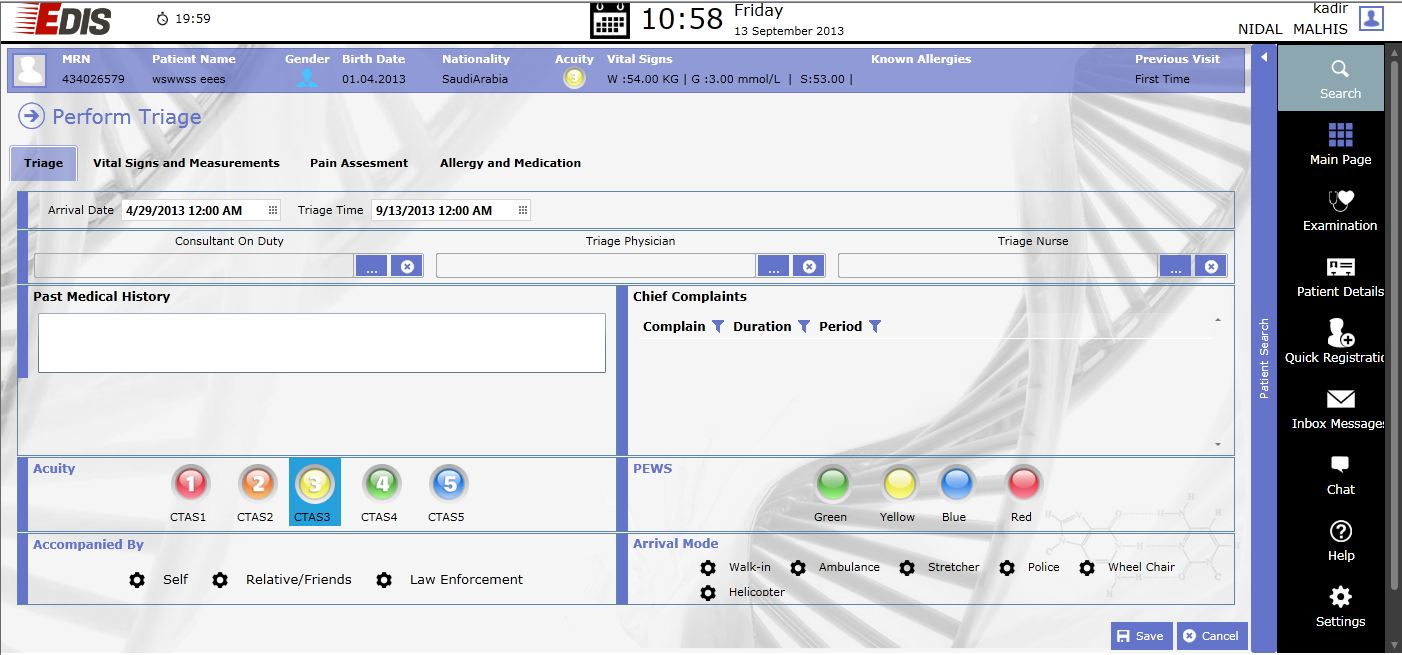 EDIS
19:59
10:58
Friday
13 September 2013
kadir
NIDAL MALHIS
MRN Patient Name Gender Birth Date Nationality Acuity Vital Signs Known Allergies Previous Visit
434026579 wswwss eees 01.04.2013 SaudiArabia 3 W :54.00 KG | G :3.00 mmol/L | S:53.00 | First Time
Perform Triage
Triage Vital Signs and Measurements Pain Assesment Allergy and Medication
Arrival Date 4/29/2013 12:00 AM Triage Time 9/13/2013 12:00 AM
Consultant On Duty Triage Physician Triage Nurse
... ... ...
Past Medical History
Chief Complaints
Complain Duration Period
Acuity
1 2 3 4 5
CTAS1 CTAS2 CTAS3 CTAS4 CTAS5
PEWS
Green Yellow Blue Red
Accompanied By
Self Relative/Friends Law Enforcement
Arrival Mode
Walk-in Ambulance Stretcher Police Wheel Chair
Helicopter
Save Cancel
Patient Search
Search
Main Page
Examination
Patient Details
Quick Registratio
Inbox Messages
Chat
Help
Settings